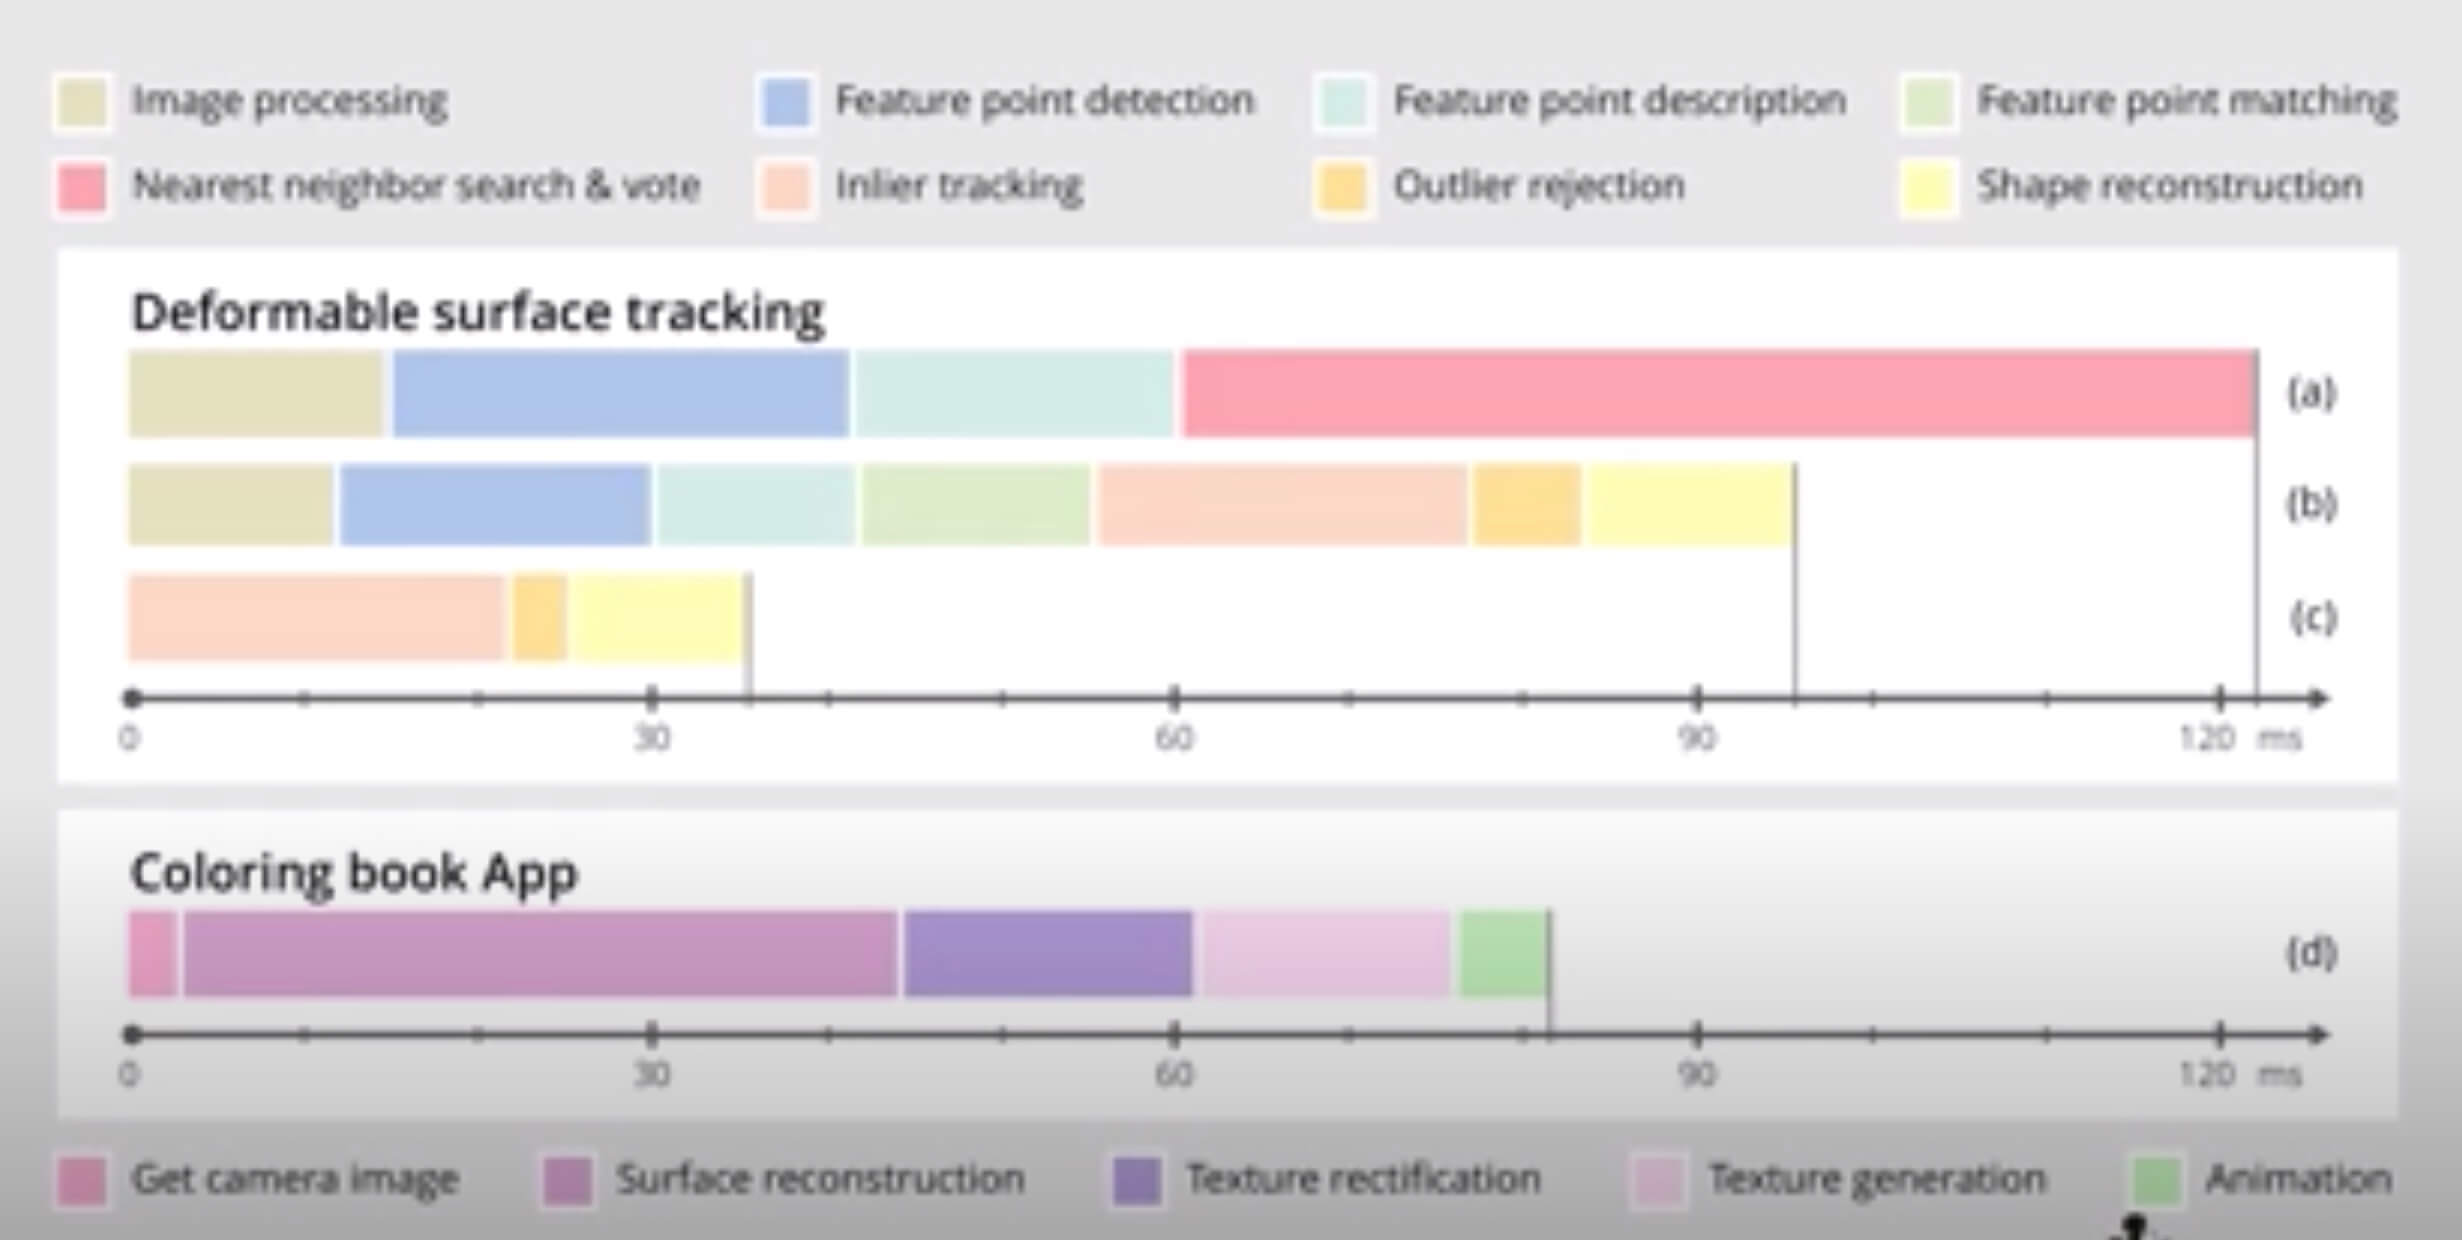 Image processing Feature point detection Feature point description Feature point matching
Nearest neighbor search & vote Inlier tracking Outlier rejection Shape reconstruction
Deformable surface tracking
(a)
(b)
(c)
0 30 60 90 120 ms
Coloring book App
(d)
0 30 60 90 120 ms
Get camera image Surface reconstruction Texture rectification Texture generation Animation